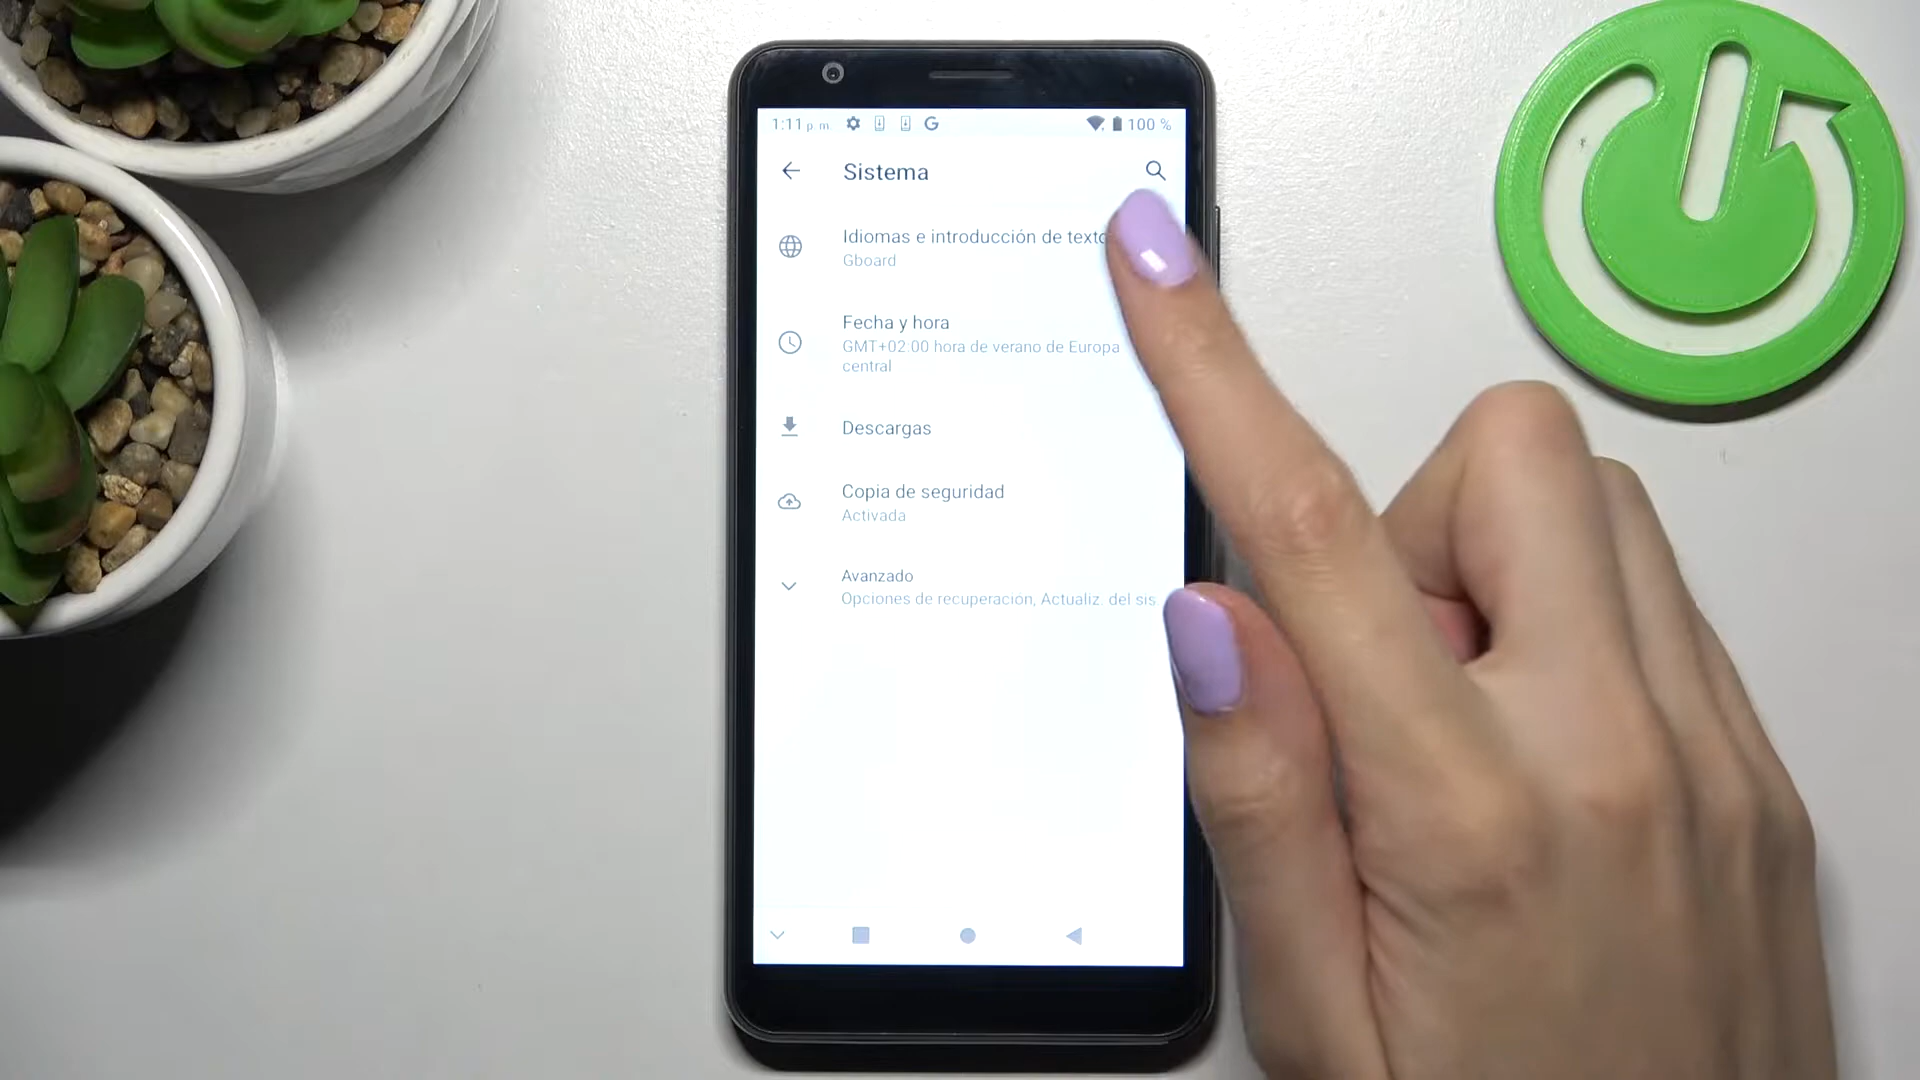 1:11 p. m. G 100 %
Sistema
Idiomas e introducción de texto
Gboard
Fecha y hora
GMT+02:00 hora de verano de Europa
central
Descargas
Copia de seguridad
Activada
Avanzado
Opciones de recuperación, Actualiz. del sis.